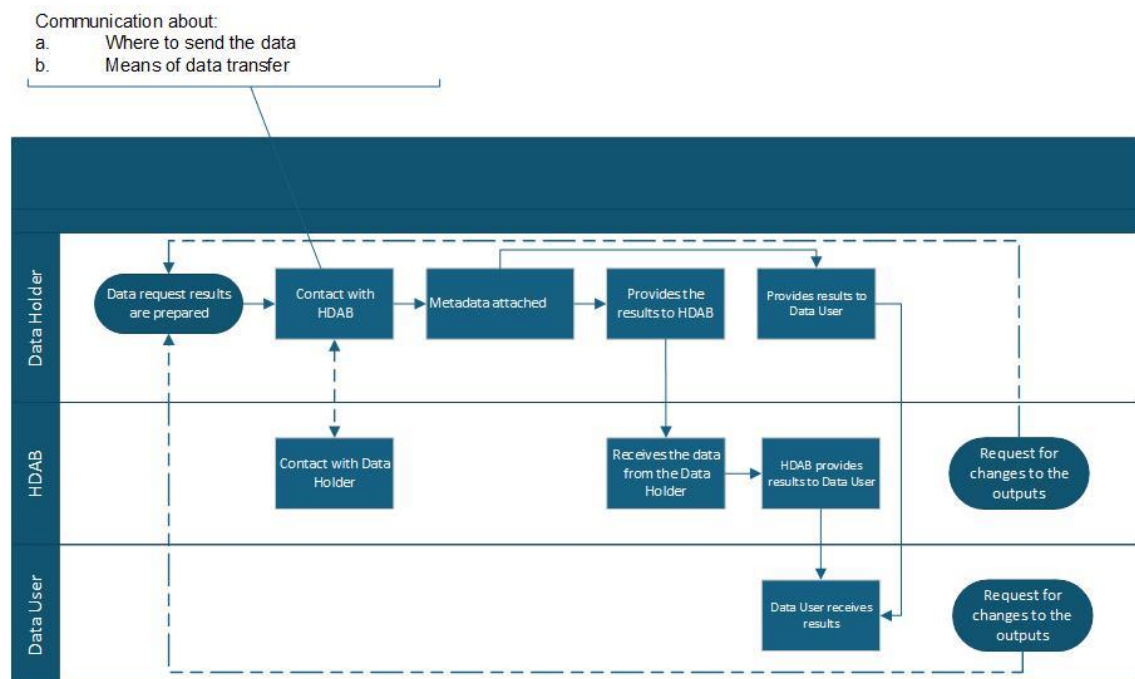 Communication about:
a. Where to send the data
b. Means of data transfer
Data Holder
Data request results
are prepared
Contact with
HDAB
Metadata attached
Provides the
results to HDAB
Provides results to
Data User
HDAB
Contact with Data
Holder
Receives the data
from the Data
Holder
HDAB provides
results to Data User
Request for
changes to the
outputs
Data User
Data User receives
results
Request for
changes to the
outputs